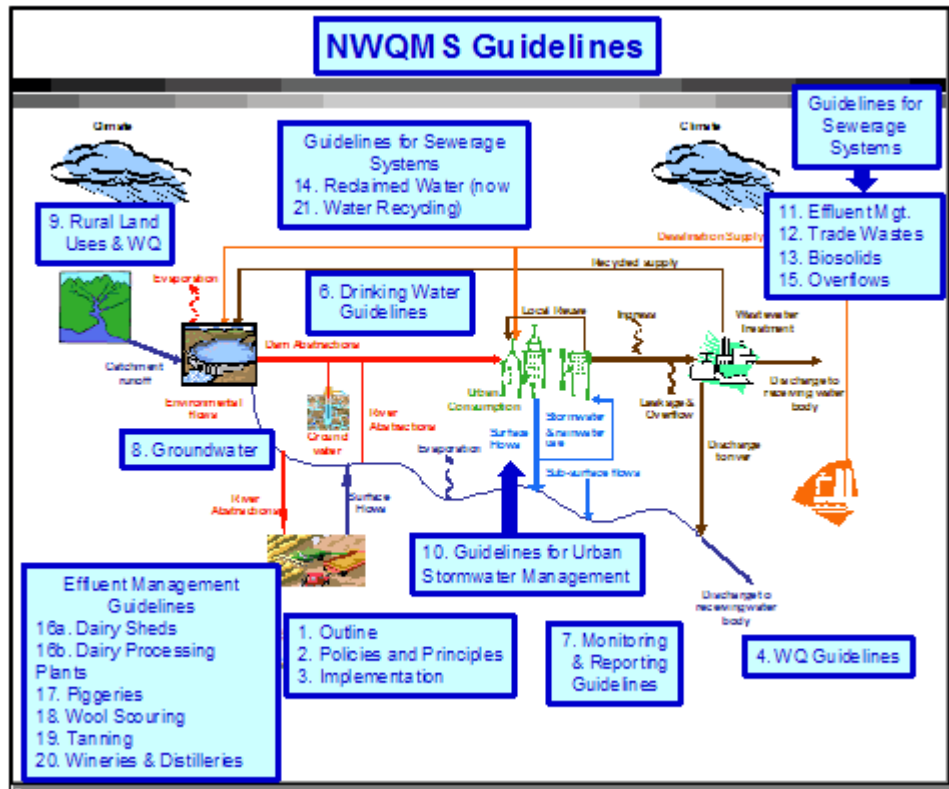 NWQMS Guidelines
Climate
Guidelines for Sewerage
Systems
14. Reclaimed Water (now
21. Water Recycling)
Climate
Guidelines for
Sewerage
Systems
9. Rural Land
Uses & WQ
11. Effluent Mgt.
12. Trade Wastes
13. Biosolids
15. Overflows
Desalination Supply
Recycled supply
Evaporation
6. Drinking Water
Guidelines
Local Reuse
Ingress
Wastewater
treatment
Dam Abstractions
Catchment
runoff
Environmental
flows
Ground
water
River
Abstractions
Urban
Consumption
Surface
Flows
Stormwater
& rainwater
use
Leakage &
Overflow
Discharge to
receiving water
body
8. Groundwater
Evaporation
Sub-surface flows
Discharge
to river
River
Abstractions
Surface
Flows
10. Guidelines for Urban
Stormwater Management
Discharge to
receiving water
body
Effluent Management
Guidelines
16a. Dairy Sheds
16b. Dairy Processing
Plants
17. Piggeries
18. Wool Scouring
19. Tanning
20. Wineries & Distilleries
1. Outline
2. Policies and Principles
3. Implementation
7. Monitoring
& Reporting
Guidelines
4. WQ Guidelines